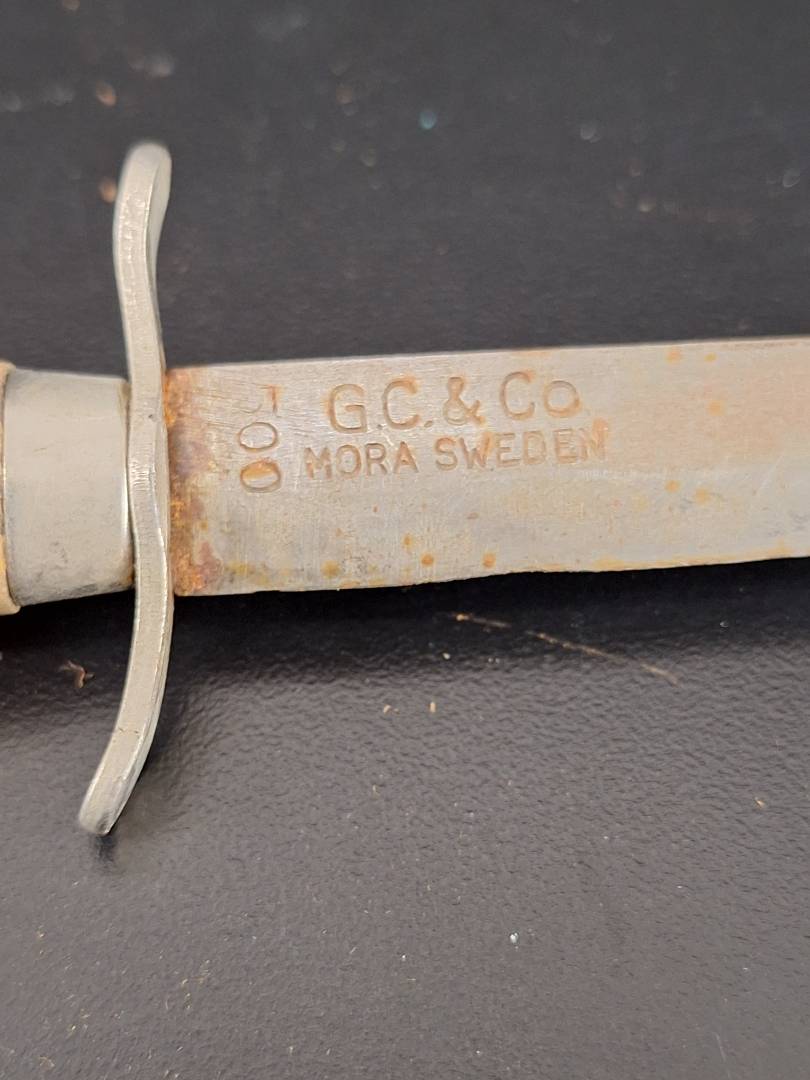 G.C. & Co
MORA SWEDEN
100